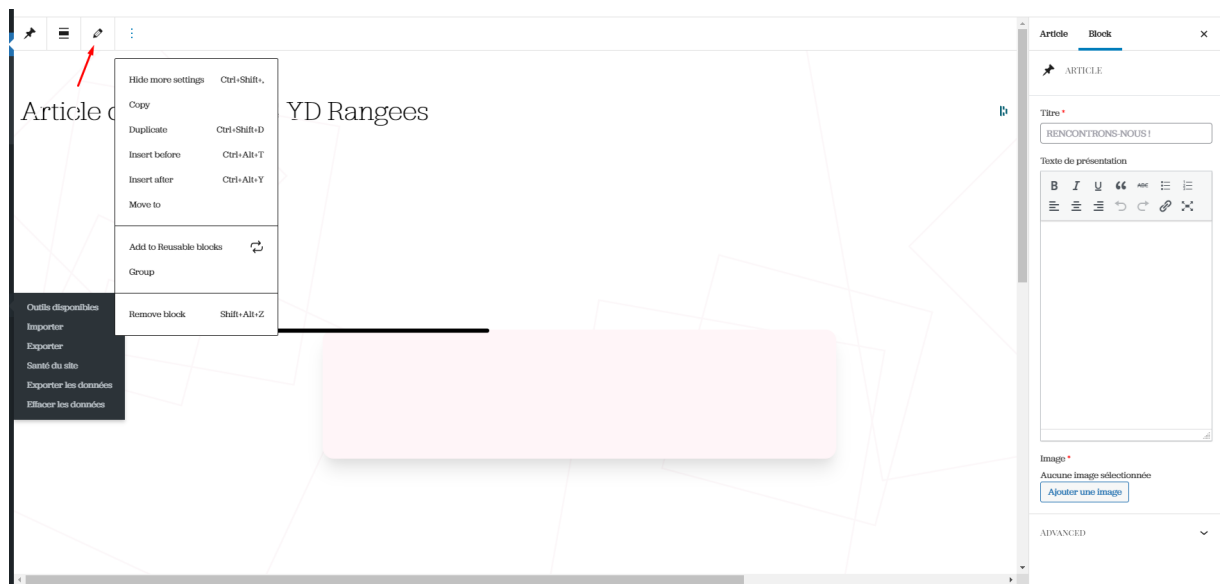 Article
Block
ARTICLE
Hide more settings Ctrl+Shift+,
Copy
Duplicate Ctrl+Shift+D
Insert before Ctrl+Alt+T
Insert after Ctrl+Alt+Y
Move to
Add to Reusable blocks
Group
Remove block Shift+Alt+Z
Article
YD Rangees
Outils disponibles
Importer
Exporter
Santé du site
Exporter les données
Effacer les données
Titre *
RENCONTRONS-NOUS !
Texte de présentation
B I U ABC
Image *
Aucune image sélectionnée
Ajouter une image
ADVANCED